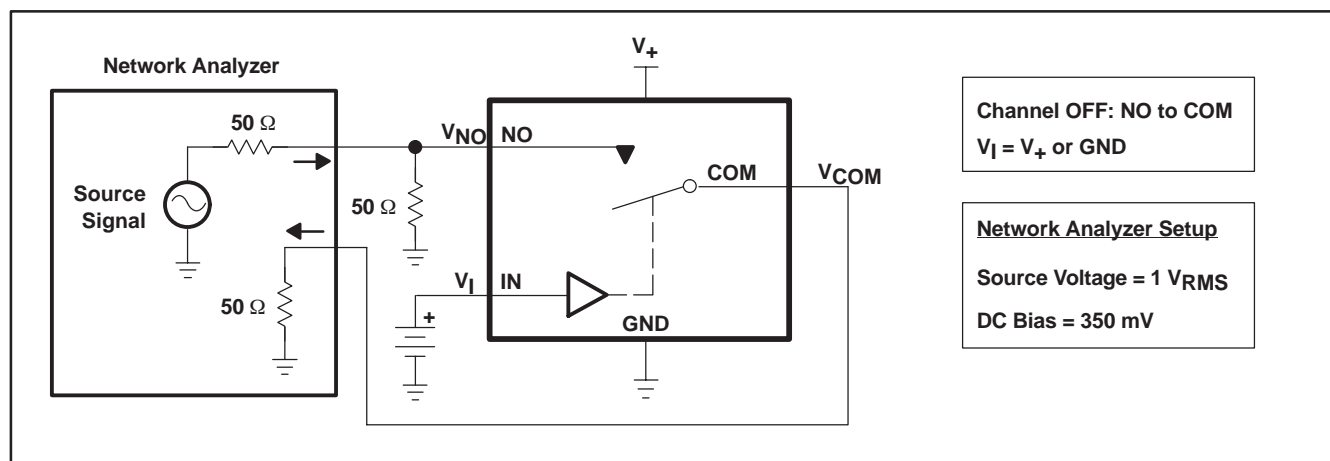 V+
Network Analyzer
50 Ω
VNO NO
COM
VCOM
Source
Signal
50 Ω
VI IN
+
50 Ω
GND
Channel OFF: NO to COM
VI = V+ or GND
Network Analyzer Setup
Source Voltage = 1 VRMS
DC Bias = 350 mV